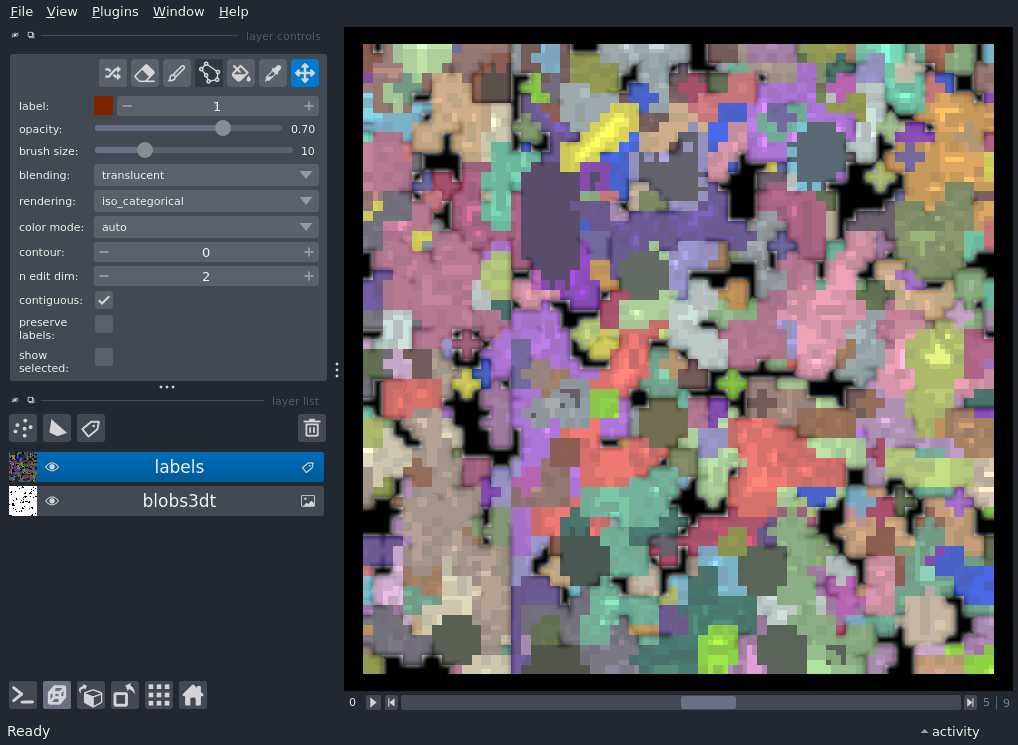 File View Plugins Window Help
layer controls
label: 1
opacity: 0.70
brush size: 10
blending: translucent
rendering: iso_categorical
color mode: auto
contour: 0
n edit dim: 2
contiguous:
preserve
labels:
show
selected:
layer list
labels
blobs3dt
0 5 | 9
Ready activity